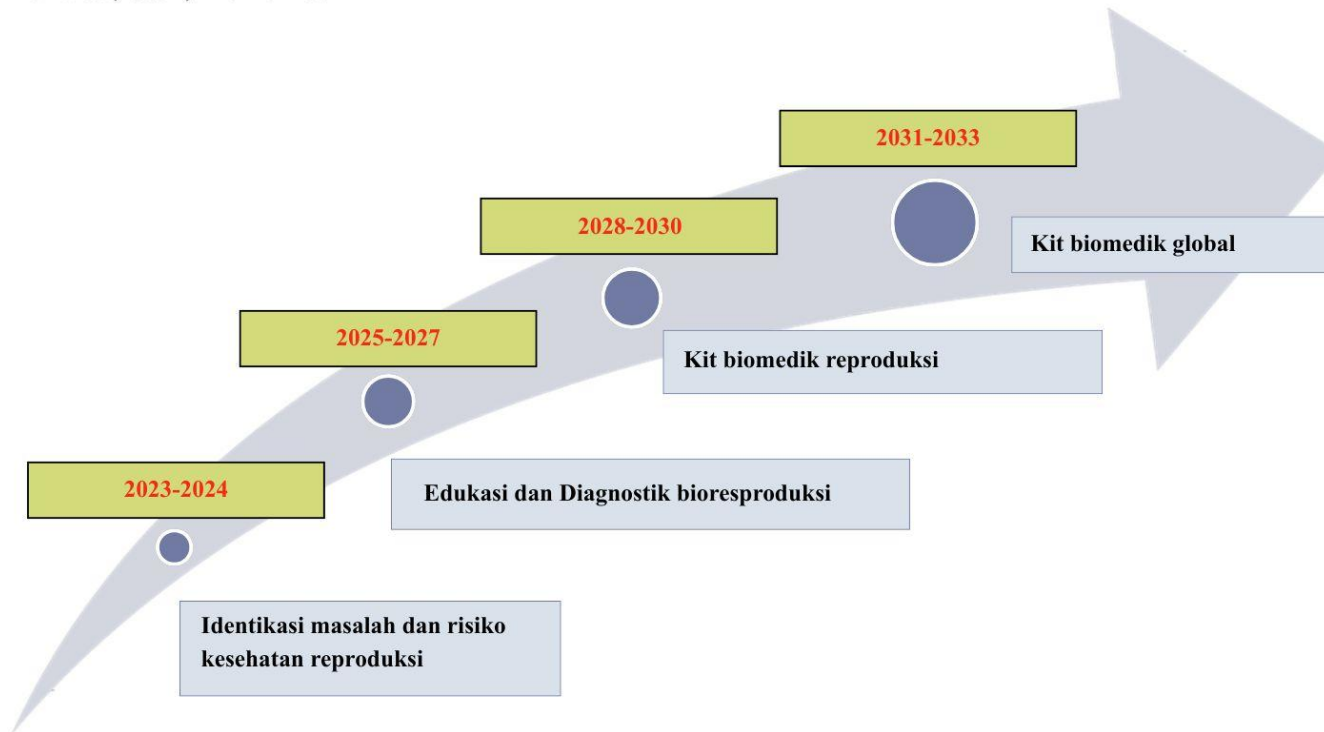 2031-2033
2028-2030
Kit biomedik global
2025-2027
Kit biomedik reproduksi
2023-2024
Edukasi dan Diagnostik bioresproduksi
Identikasi masalah dan risiko
kesehatan reproduksi